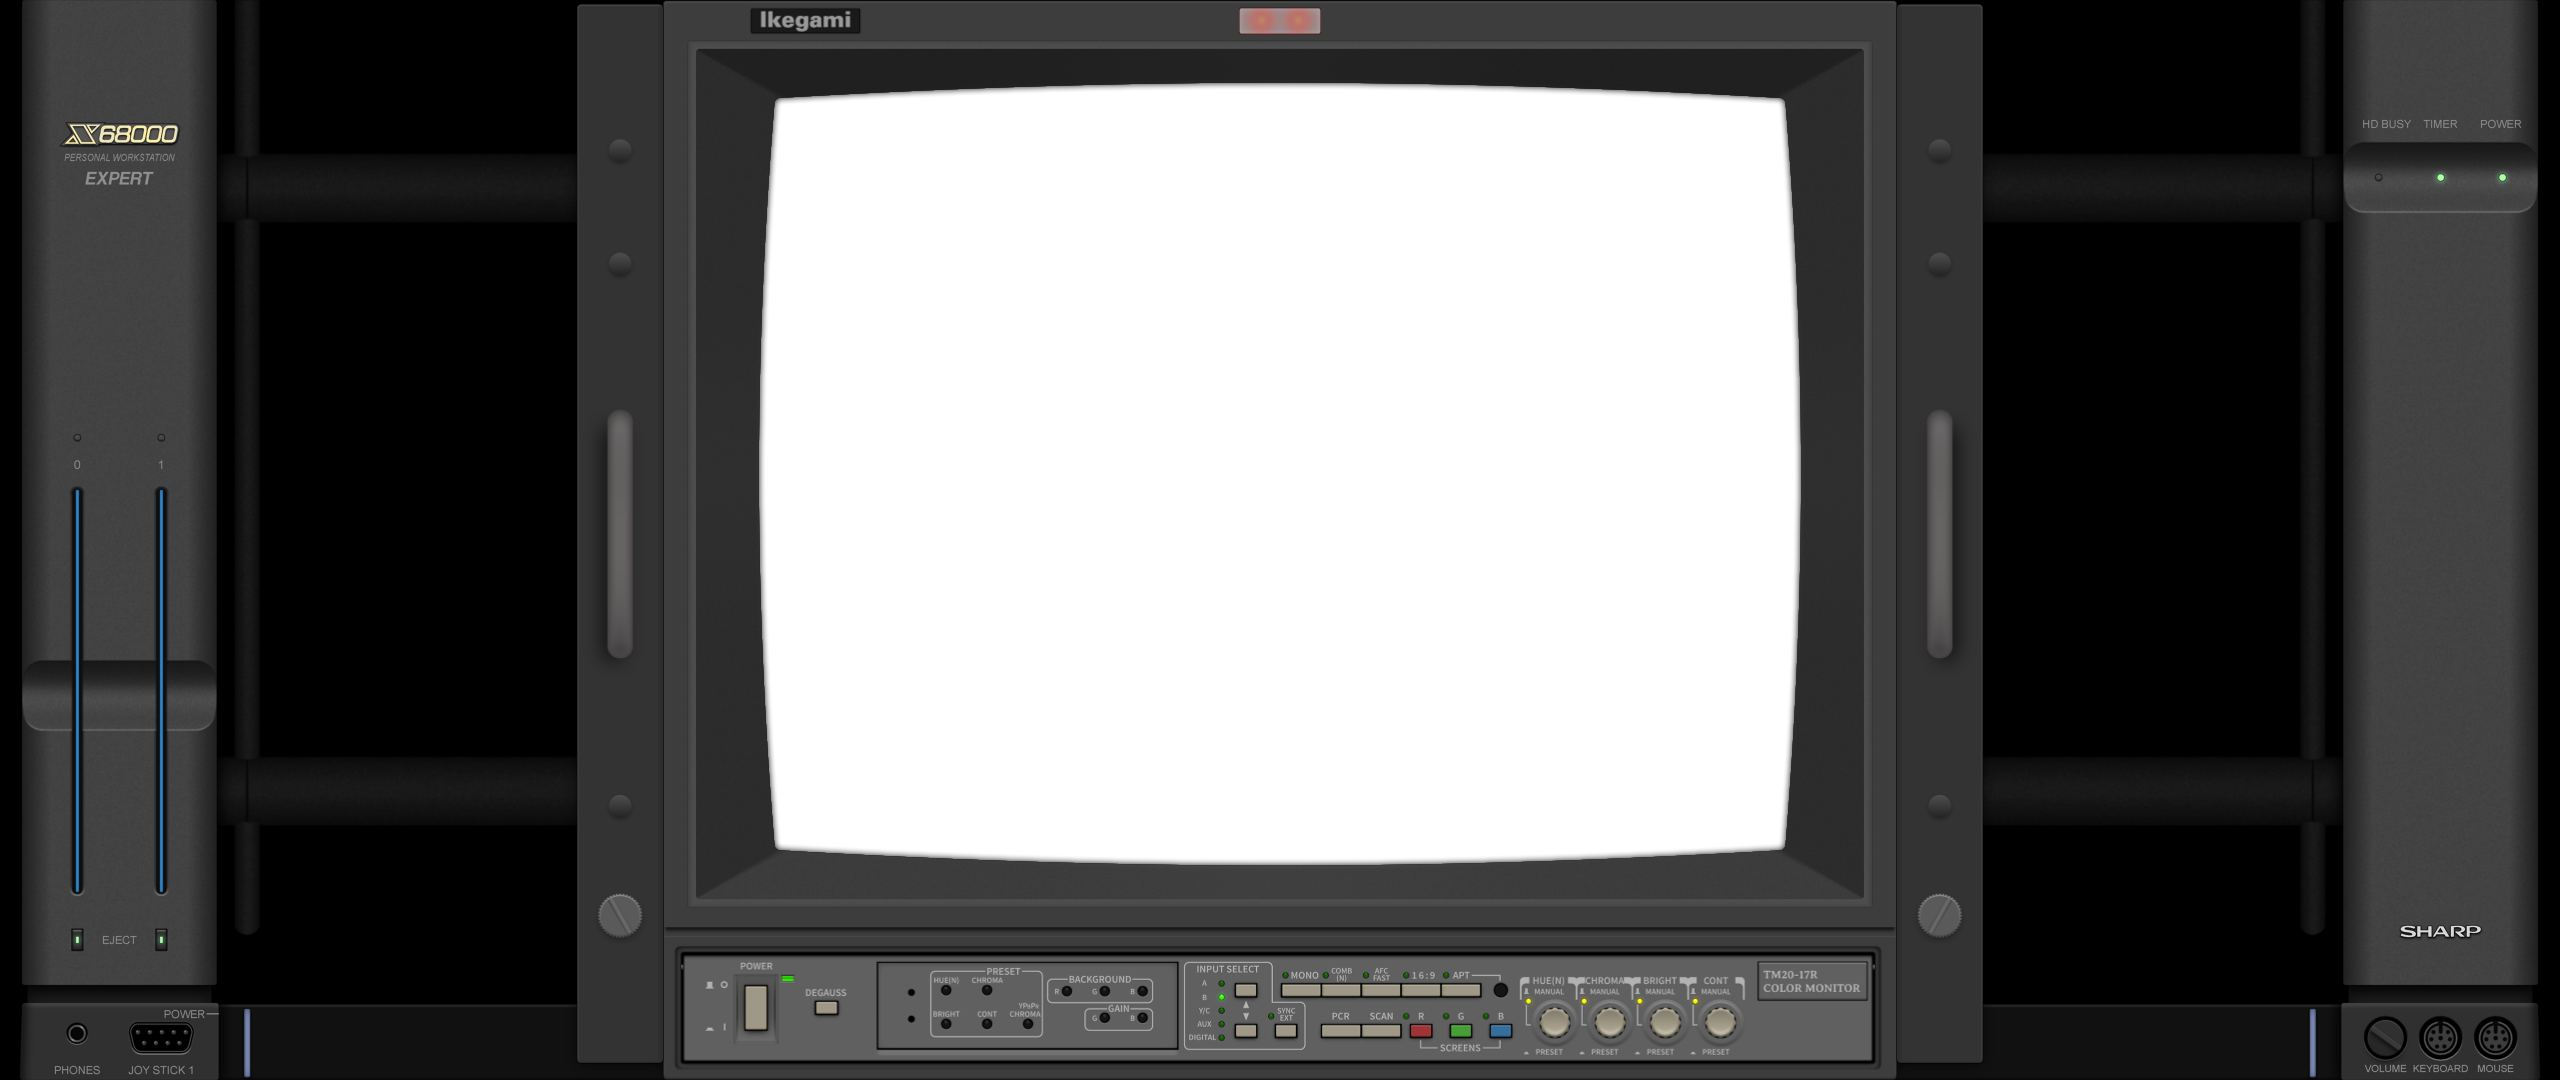 Ikegami
X68000
PERSONAL WORKSTATION
EXPERT
HD BUSY TIMER POWER
0 1
EJECT
SHARP
POWER
PHONES JOY STICK 1
POWER
DEGAUSS
PRESET
HUE(N) CHROMA
BRIGHT CONT YPBPR CHROMA
BACKGROUND
R G B
GAIN
G B
INPUT SELECT
A
B
Y/C
AUX
DIGITAL
SYNC EXT
MONO COMB (N) AFC FAST 16:9 APT
PCR SCAN R G B
SCREENS
HUE(N) CHROMA BRIGHT CONT
MANUAL MANUAL MANUAL MANUAL
PRESET PRESET PRESET PRESET
TM20-17R
COLOR MONITOR
VOLUME KEYBOARD MOUSE